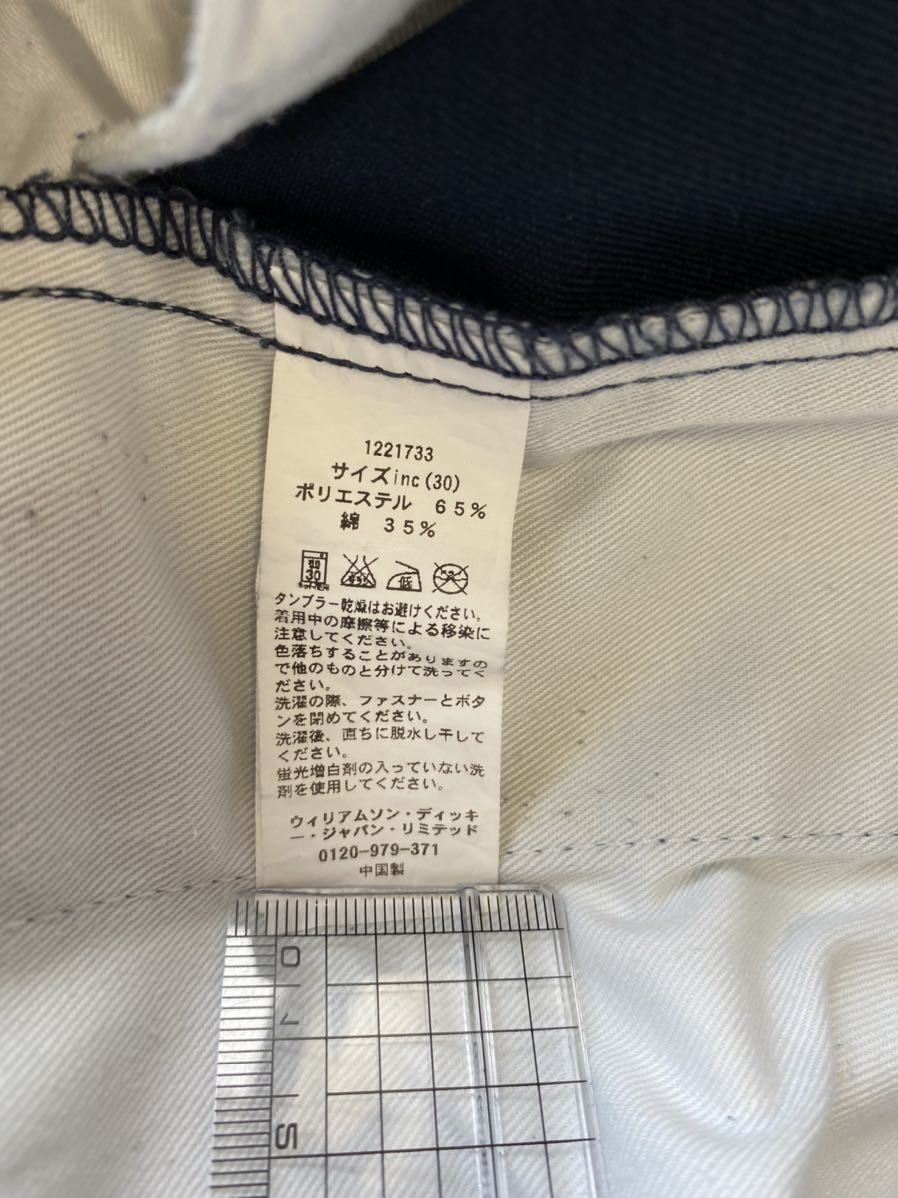 1221733
サイズinc(30)
ポリエステル 65%
綿 35%
30
低
タンブラー乾燥はお避けください。
着用中の摩擦等による移染に
注意してください。
色落ちすることがありますの
で他のものと分けて洗ってく
ださい。
洗濯の際、ファスナーとボタ
ンを閉めてください。
洗濯後、直ちに脱水し干して
ください。
蛍光増白剤の入っていない洗
剤を使用してください。
ウィリアムソン・ディッキ
ー・ジャパン・リミテッド
0120-979-371
中国製
0
1
5